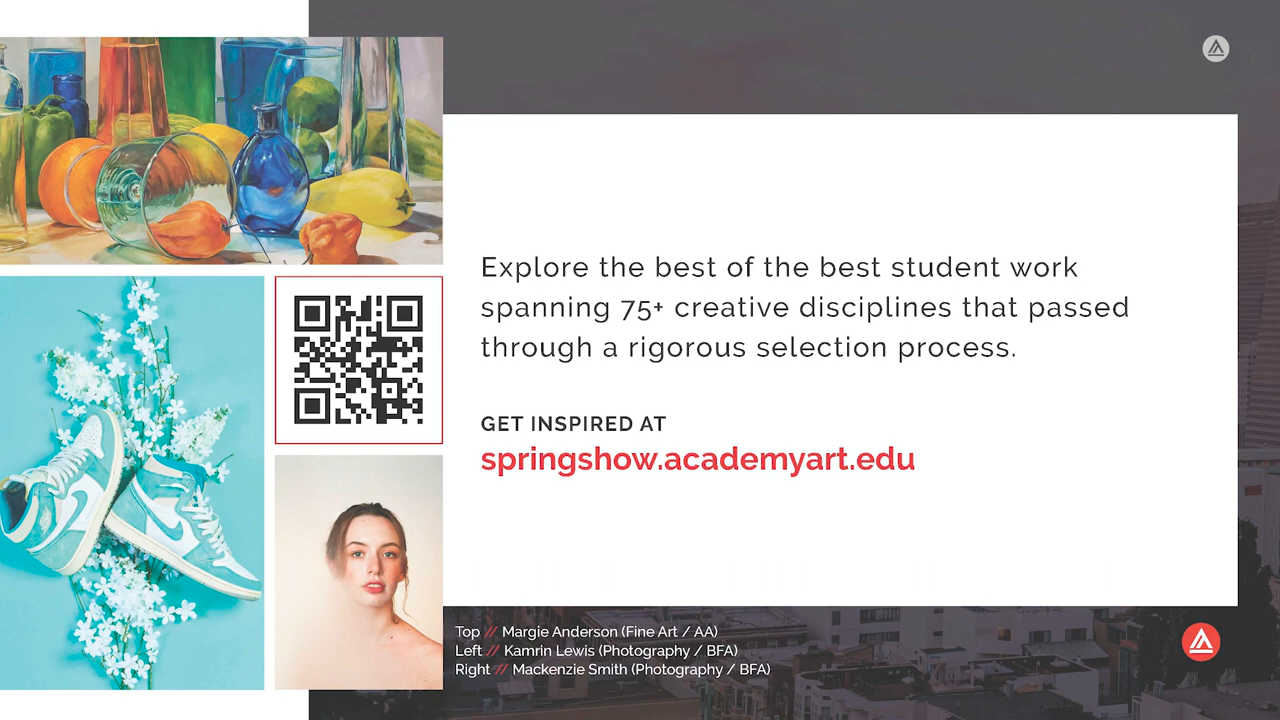 Explore the best of the best student work
spanning 75+ creative disciplines that passed
through a rigorous selection process.
GET INSPIRED AT
springshow.academyart.edu
Top // Margie Anderson (Fine Art / AA)
Left // Kamrin Lewis (Photography / BFA)
Right // Mackenzie Smith (Photography / BFA)